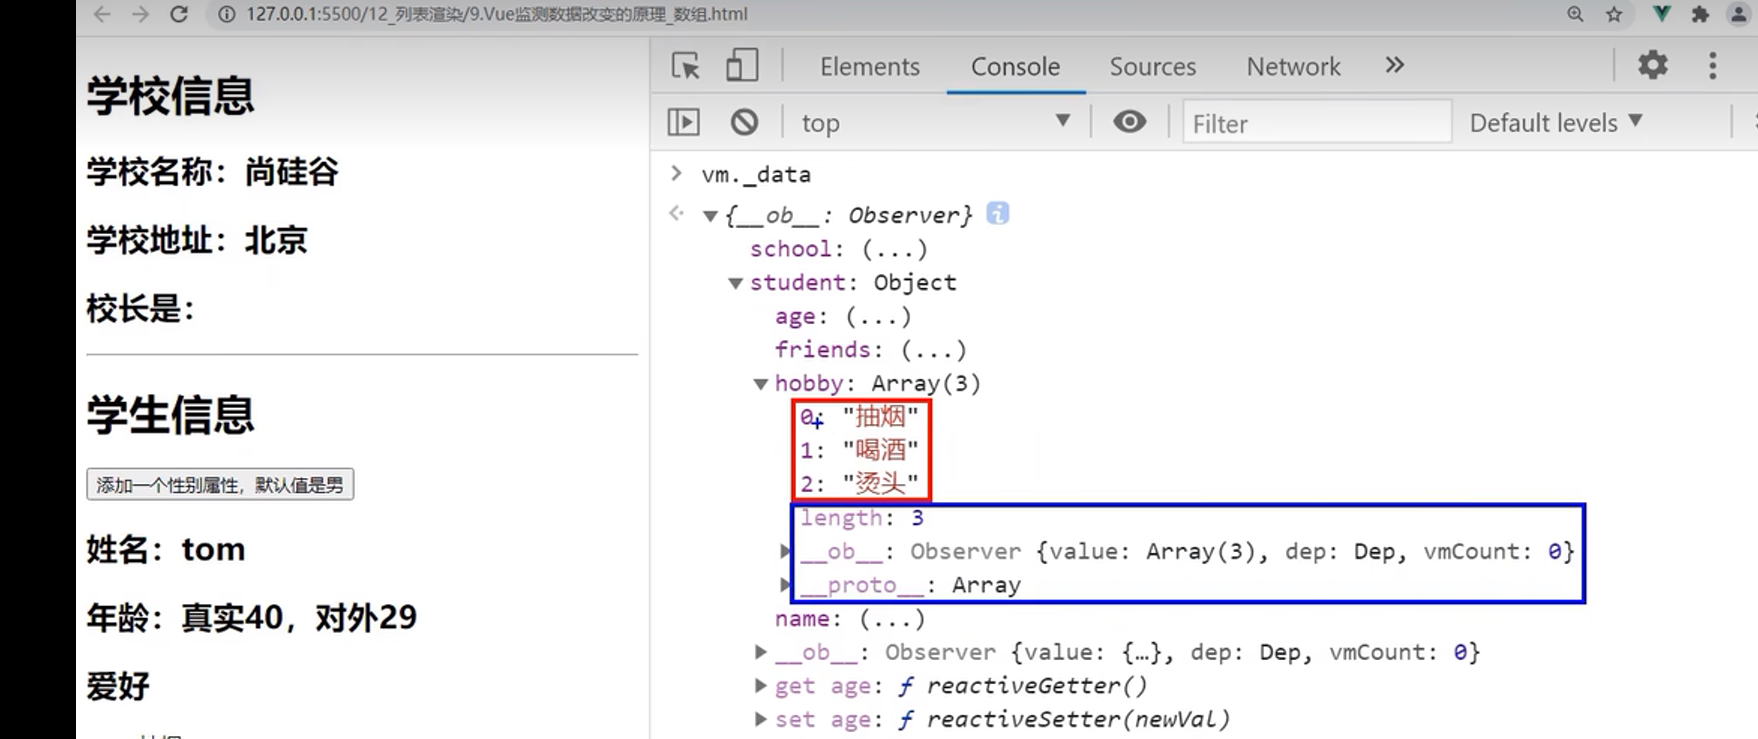 127.0.0.1:5500/12_列表渲染/9.Vue监测数据改变的原理_数组.html
学校信息
学校名称：尚硅谷
学校地址：北京
校长是：
学生信息
添加一个性别属性，默认值是男
姓名：tom
年龄：真实40，对外29
爱好
Elements Console Sources Network »
top Filter Default levels
> vm._data
{__ob__: Observer}
school: (...)
student: Object
age: (...)
friends: (...)
hobby: Array(3)
0: "抽烟"
1: "喝酒"
2: "烫头"
length: 3
__ob__: Observer {value: Array(3), dep: Dep, vmCount: 0}
__proto__: Array
name: (...)
__ob__: Observer {value: {…}, dep: Dep, vmCount: 0}
get age: ƒ reactiveGetter()
set age: ƒ reactiveSetter(newVal)